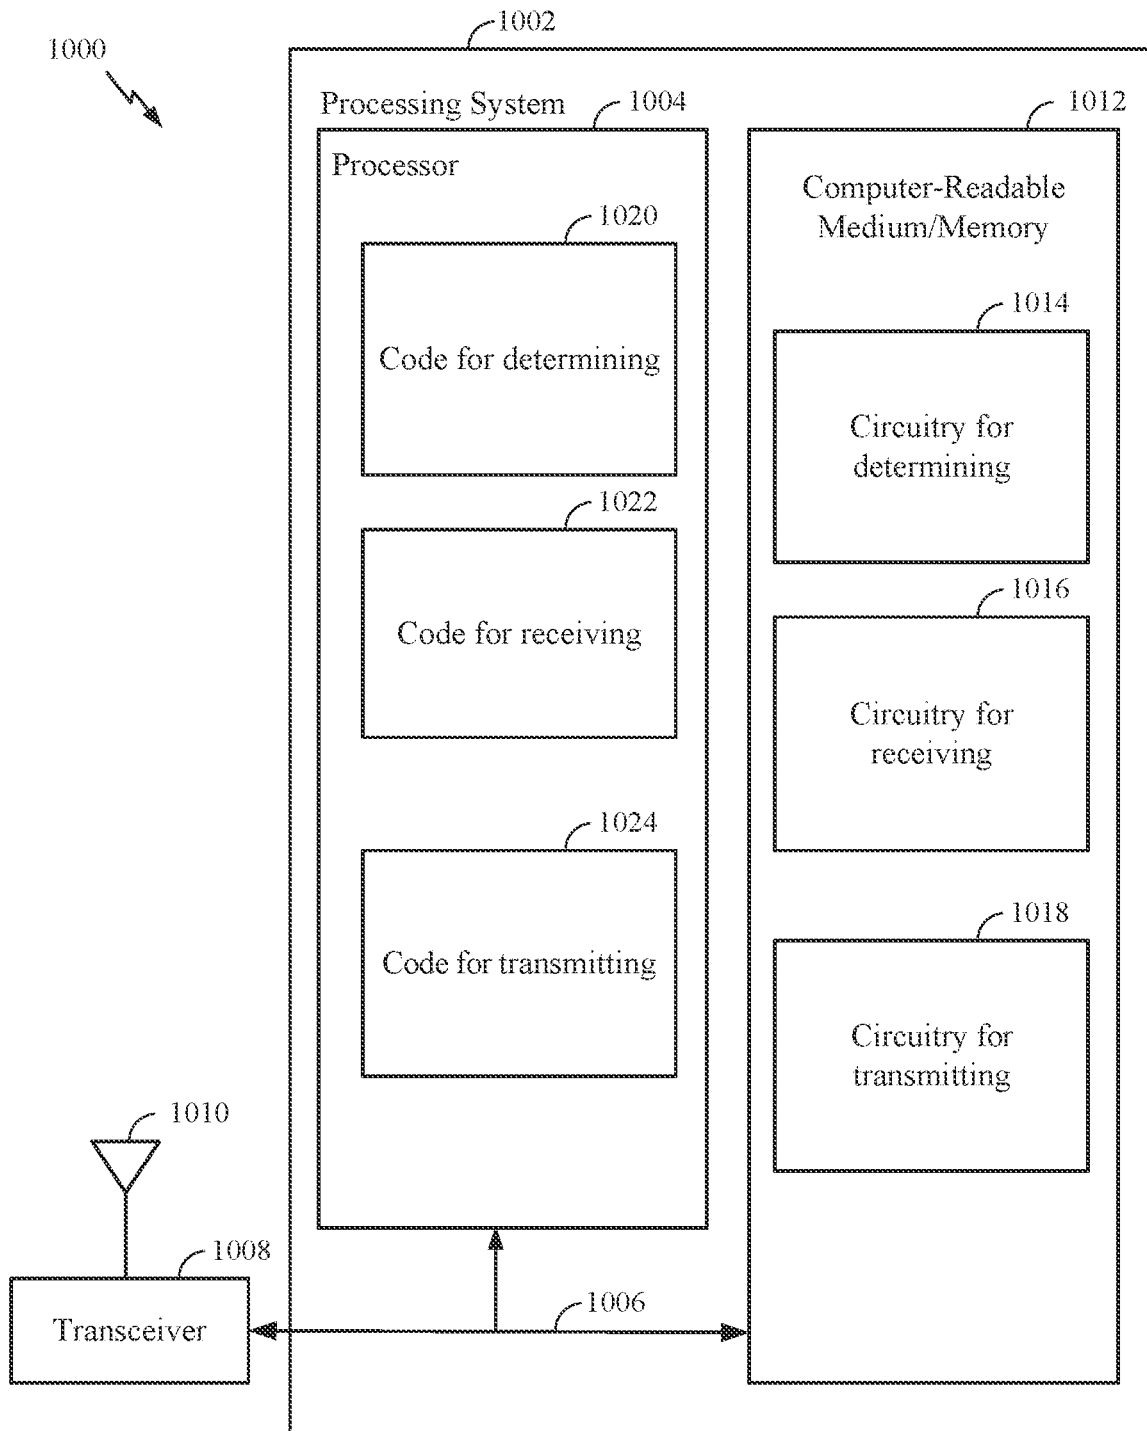 1000
1002
Processing System
1004
Processor
1020
Code for determining
1022
Code for receiving
1024
Code for transmitting
1012
Computer-Readable
Medium/Memory
1014
Circuitry for
determining
1016
Circuitry for
receiving
1018
Circuitry for
transmitting
1010
1008
Transceiver
1006